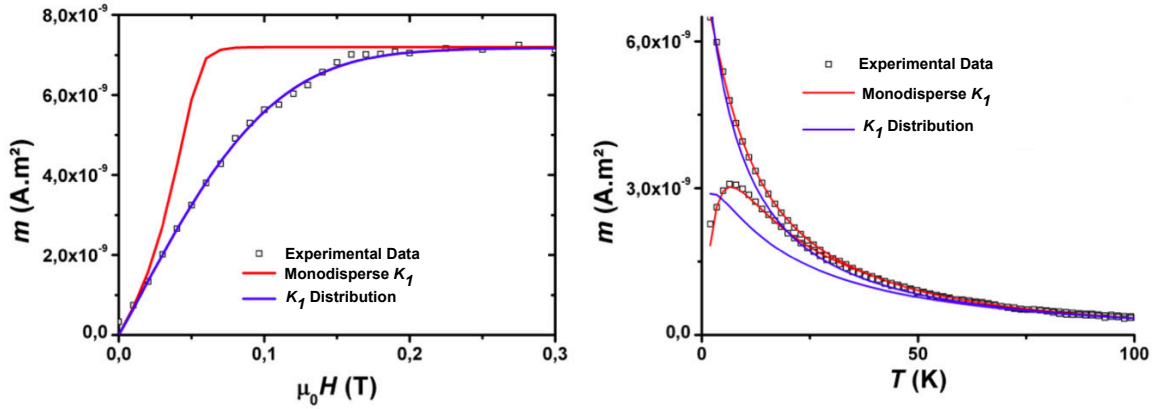 8,0x10⁻⁹
6,0x10⁻⁹
4,0x10⁻⁹
2,0x10⁻⁹
0,0
m (A.m²)
Experimental Data
Monodisperse K₁
K₁ Distribution
0,0 0,1 0,2 0,3
μ₀H (T)
6,0x10⁻⁹
3,0x10⁻⁹
0,0
m (A.m²)
Experimental Data
Monodisperse K₁
K₁ Distribution
0 50 100
T (K)